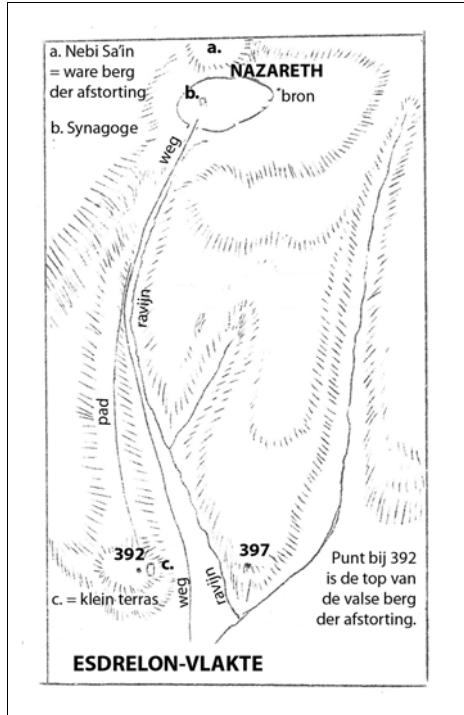 a. Nebi Sa'in
= ware berg
der afstorting
b. Synagoge
a.
NAZARETH
b.
bron
weg
ravijn
pad
392
c.
397
c. = klein terras
weg
ravijn
Punt bij 392
is de top van
de valse berg
der afstorting.
ESDRELON-VLAKTE